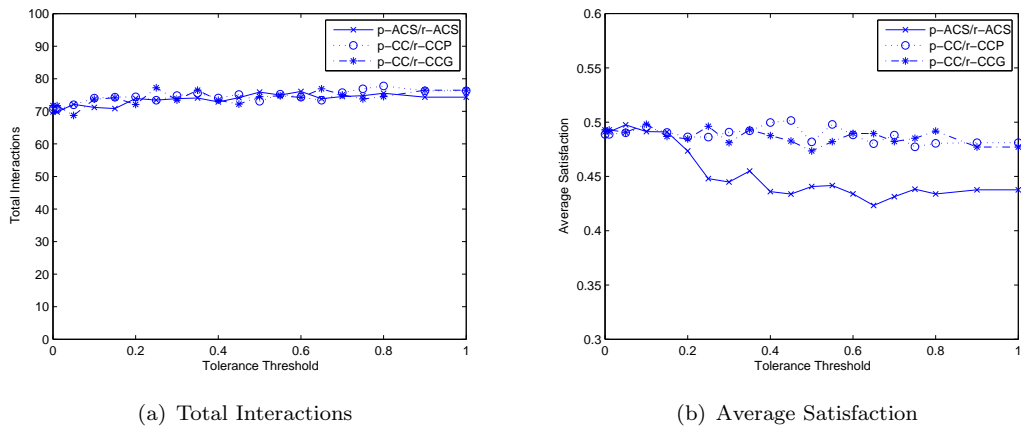 100
90
80
70
60
50
40
30
20
10
0
0
0.2
0.4
0.6
0.8
1
Total Interactions
Tolerance Threshold
p-ACS/r-ACS
p-CC/r-CCP
p-CC/r-CCG
(a) Total Interactions
0.6
0.55
0.5
0.45
0.4
0.35
0.3
0
0.2
0.4
0.6
0.8
1
Average Satisfaction
Tolerance Threshold
p-ACS/r-ACS
p-CC/r-CCP
p-CC/r-CCG
(b) Average Satisfaction